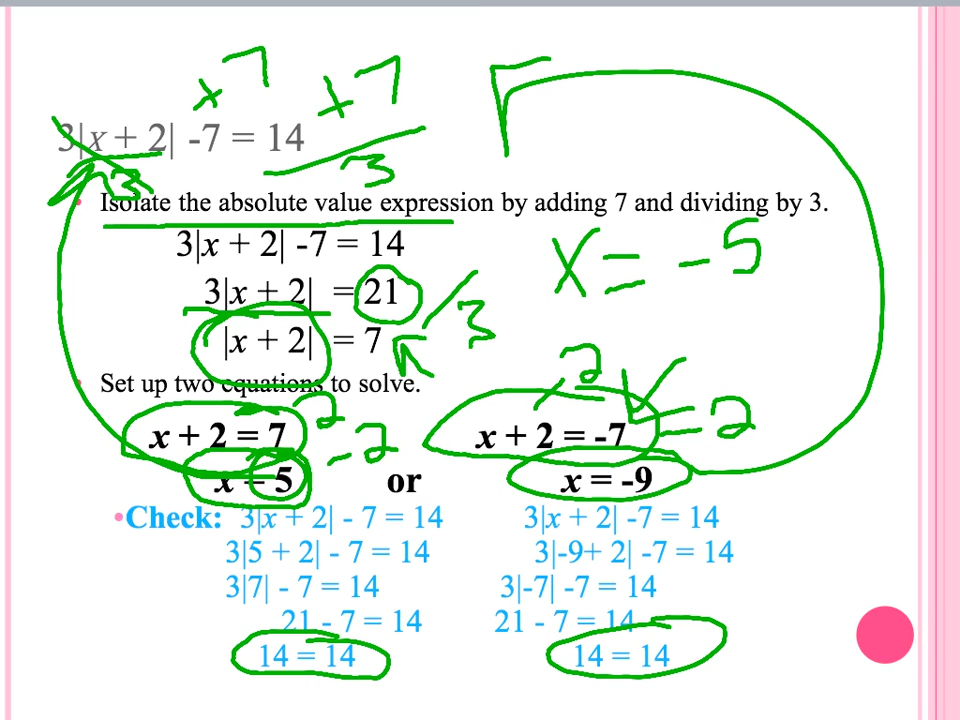 +7 +7
3|x + 2| -7 = 14
3 3
• Isolate the absolute value expression by adding 7 and dividing by 3.
3|x + 2| -7 = 14
x = -5
3|x + 2| = 21 /3
|x + 2| = 7
• Set up two equations to solve.
-2 -2
x + 2 = 7 -2 x + 2 = -7 = 2
x = 5 or x = -9
•Check: 3|x + 2| - 7 = 14 3|x + 2| -7 = 14
3|5 + 2| - 7 = 14 3|-9+ 2| -7 = 14
3|7| - 7 = 14 3|-7| -7 = 14
21 - 7 = 14 21 - 7 = 14
14 = 14 14 = 14